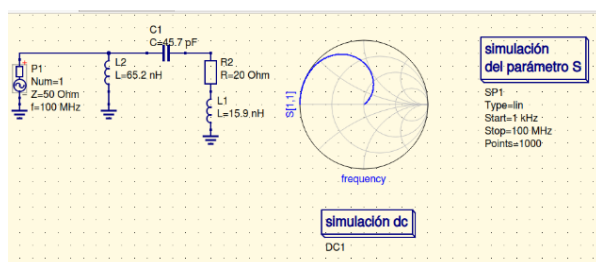 C1
C=45.7 pF
L2
L=65.2 nH
R2
R=20 Ohm
P1
Num=1
Z=50 Ohm
f=100 MHz
L1
L=15.9 nH
S[1,1]
frequency
simulación
del parámetro S
SP1
Type=lin
Start=1 kHz
Stop=100 MHz
Points=1000
simulación dc
DC1